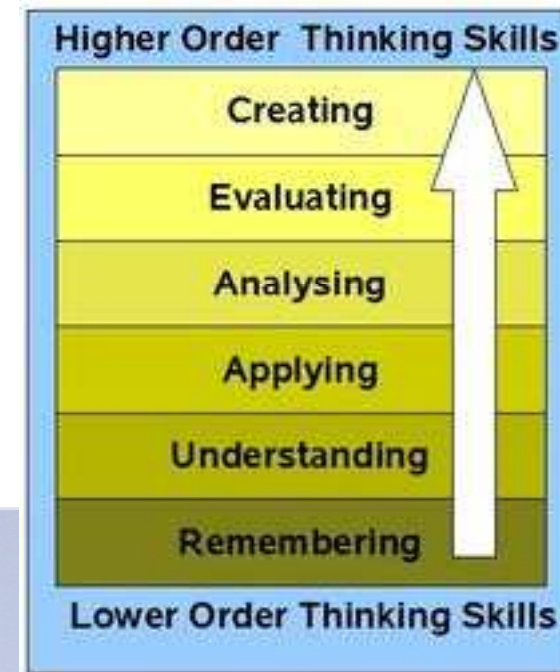 Higher Order Thinking Skills
Creating
Evaluating
Analysing
Applying
Understanding
Remembering
Lower Order Thinking Skills